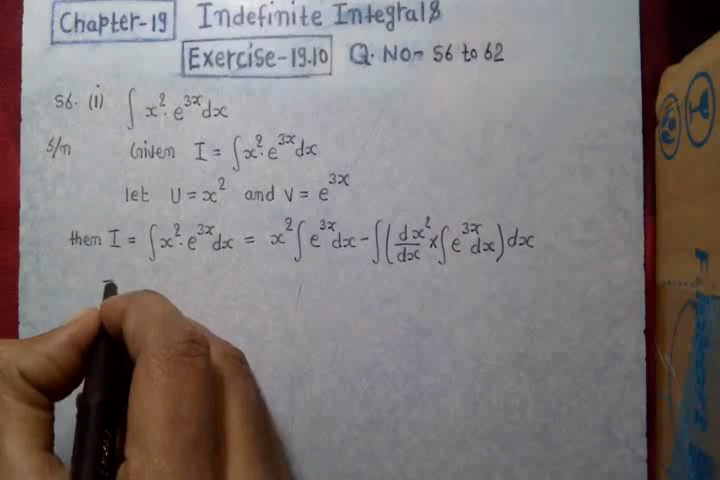 Chapter-19 Indefinite Integrals
Exercise-19.10 Q. NO- 56 to 62
56. (i) ∫ x². e³ˣdx
S/n Given I = ∫x². e³ˣdx
let U = x² and V = e³ˣ
then I = ∫x². e³ˣdx = x² ∫e³ˣdx - ∫(dx²/dx × ∫e³ˣdx) dx